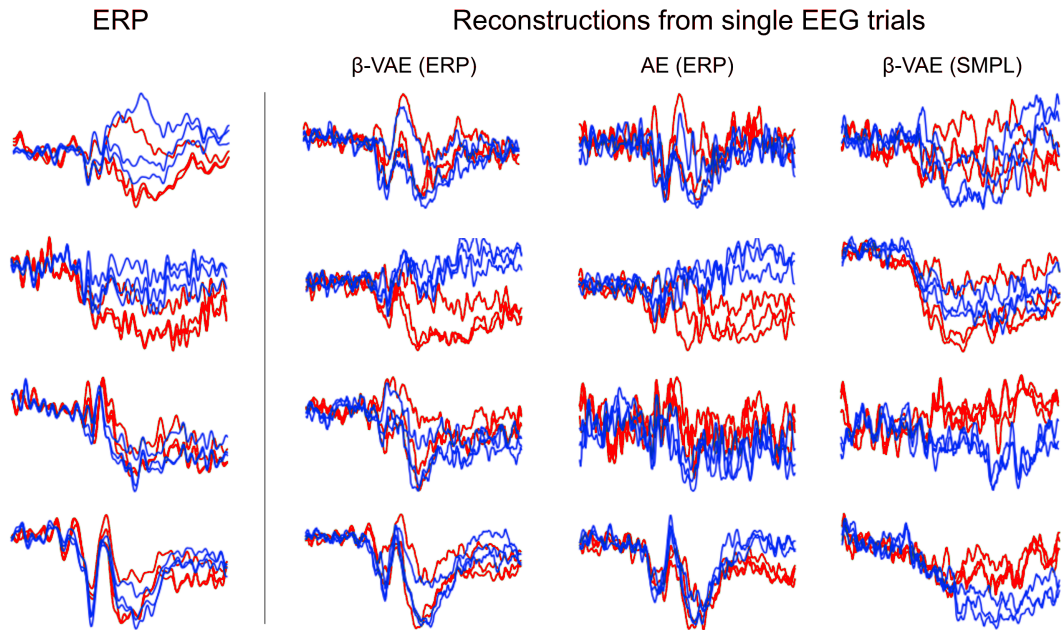 ERP
Reconstructions from single EEG trials
β-VAE (ERP)
AE (ERP)
β-VAE (SMPL)